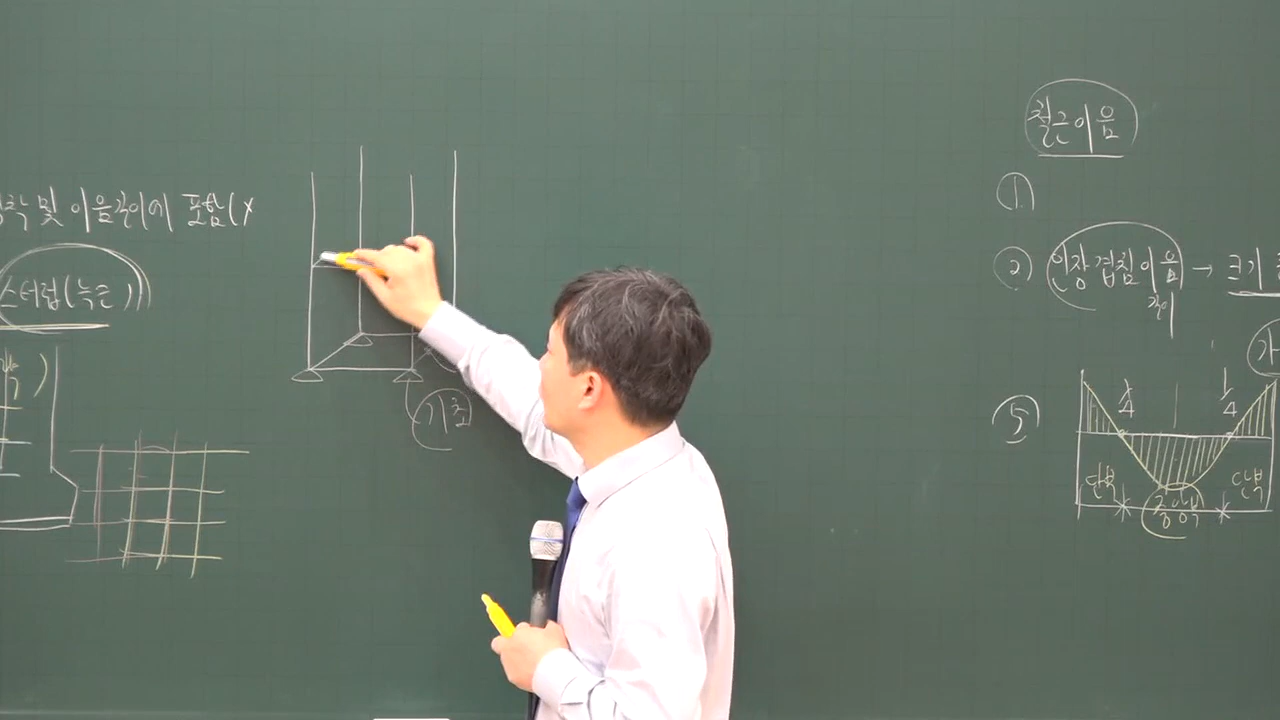 및 이음길이에 포함(X
스터럽(늑근)
기초
철근이음
①
② 인장 겹침이음 → 크기
길이
⑤
1/4 1/4
단부 중앙부 단부